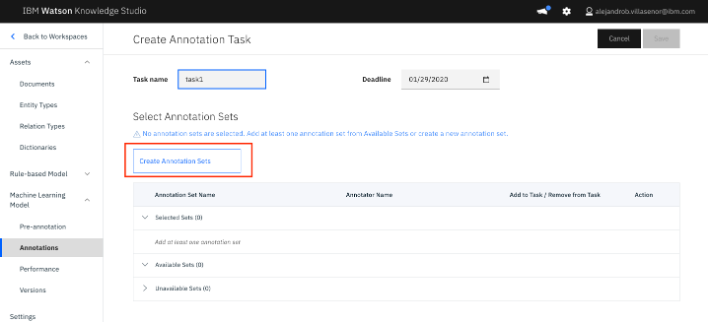 IBM Watson Knowledge Studio
alejandrob.villasenor@ibm.com
Back to Workspaces
Create Annotation Task
Cancel
Save
Assets
Documents
Entity Types
Relation Types
Dictionaries
Rule-based Model
Machine Learning
Model
Pre-annotation
Annotations
Performance
Versions
Settings
Task name
task1
Deadline
01/29/2020
Select Annotation Sets
No annotation sets are selected. Add at least one annotation set from Available Sets or create a new annotation set.
Create Annotation Sets
Annotation Set Name
Annotator Name
Add to Task / Remove from Task
Action
Selected Sets (0)
Add at least one annotation set
Available Sets (0)
Unavailable Sets (0)